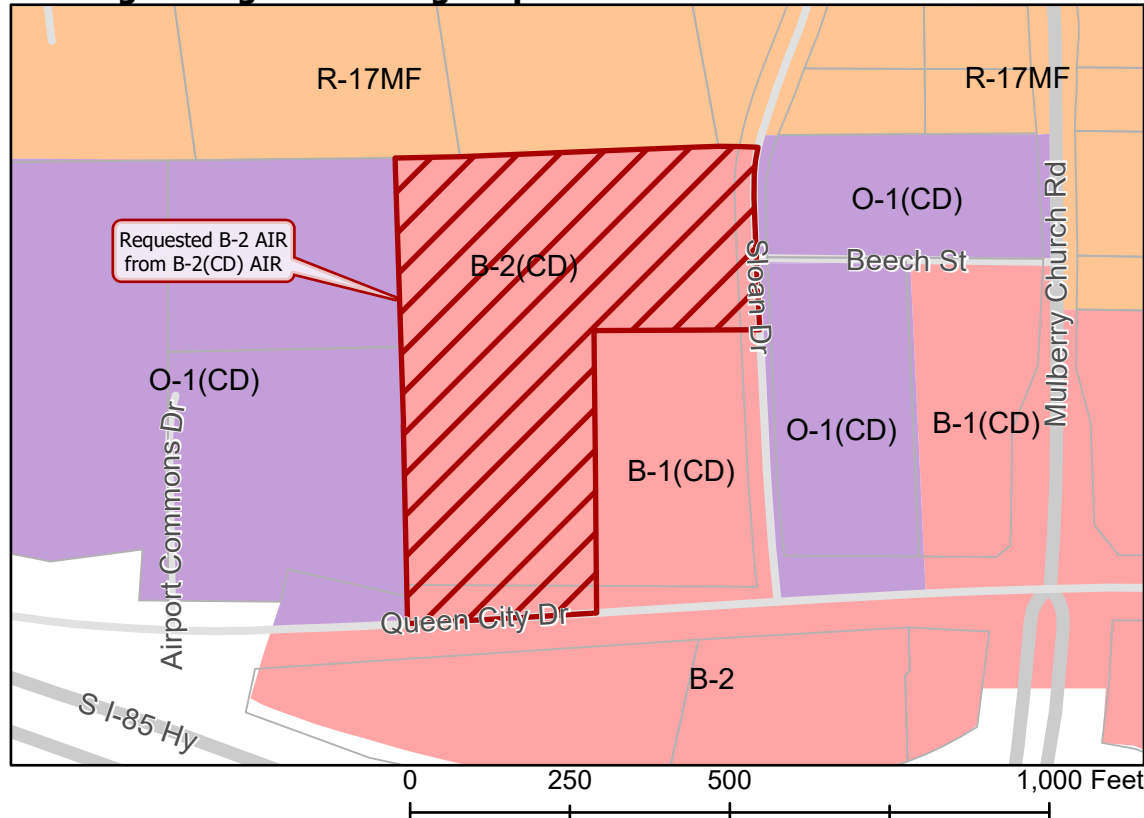 R-17MF
R-17MF
O-1(CD)
Requested B-2 AIR
from B-2(CD) AIR
B-2(CD)
Sloan Dr
Beech St
Mulberry Church Rd
O-1(CD)
Airport Commons Dr
O-1(CD)
B-1(CD)
B-1(CD)
Queen City Dr
B-2
S I-85 Hy
0 250 500 1,000 Feet